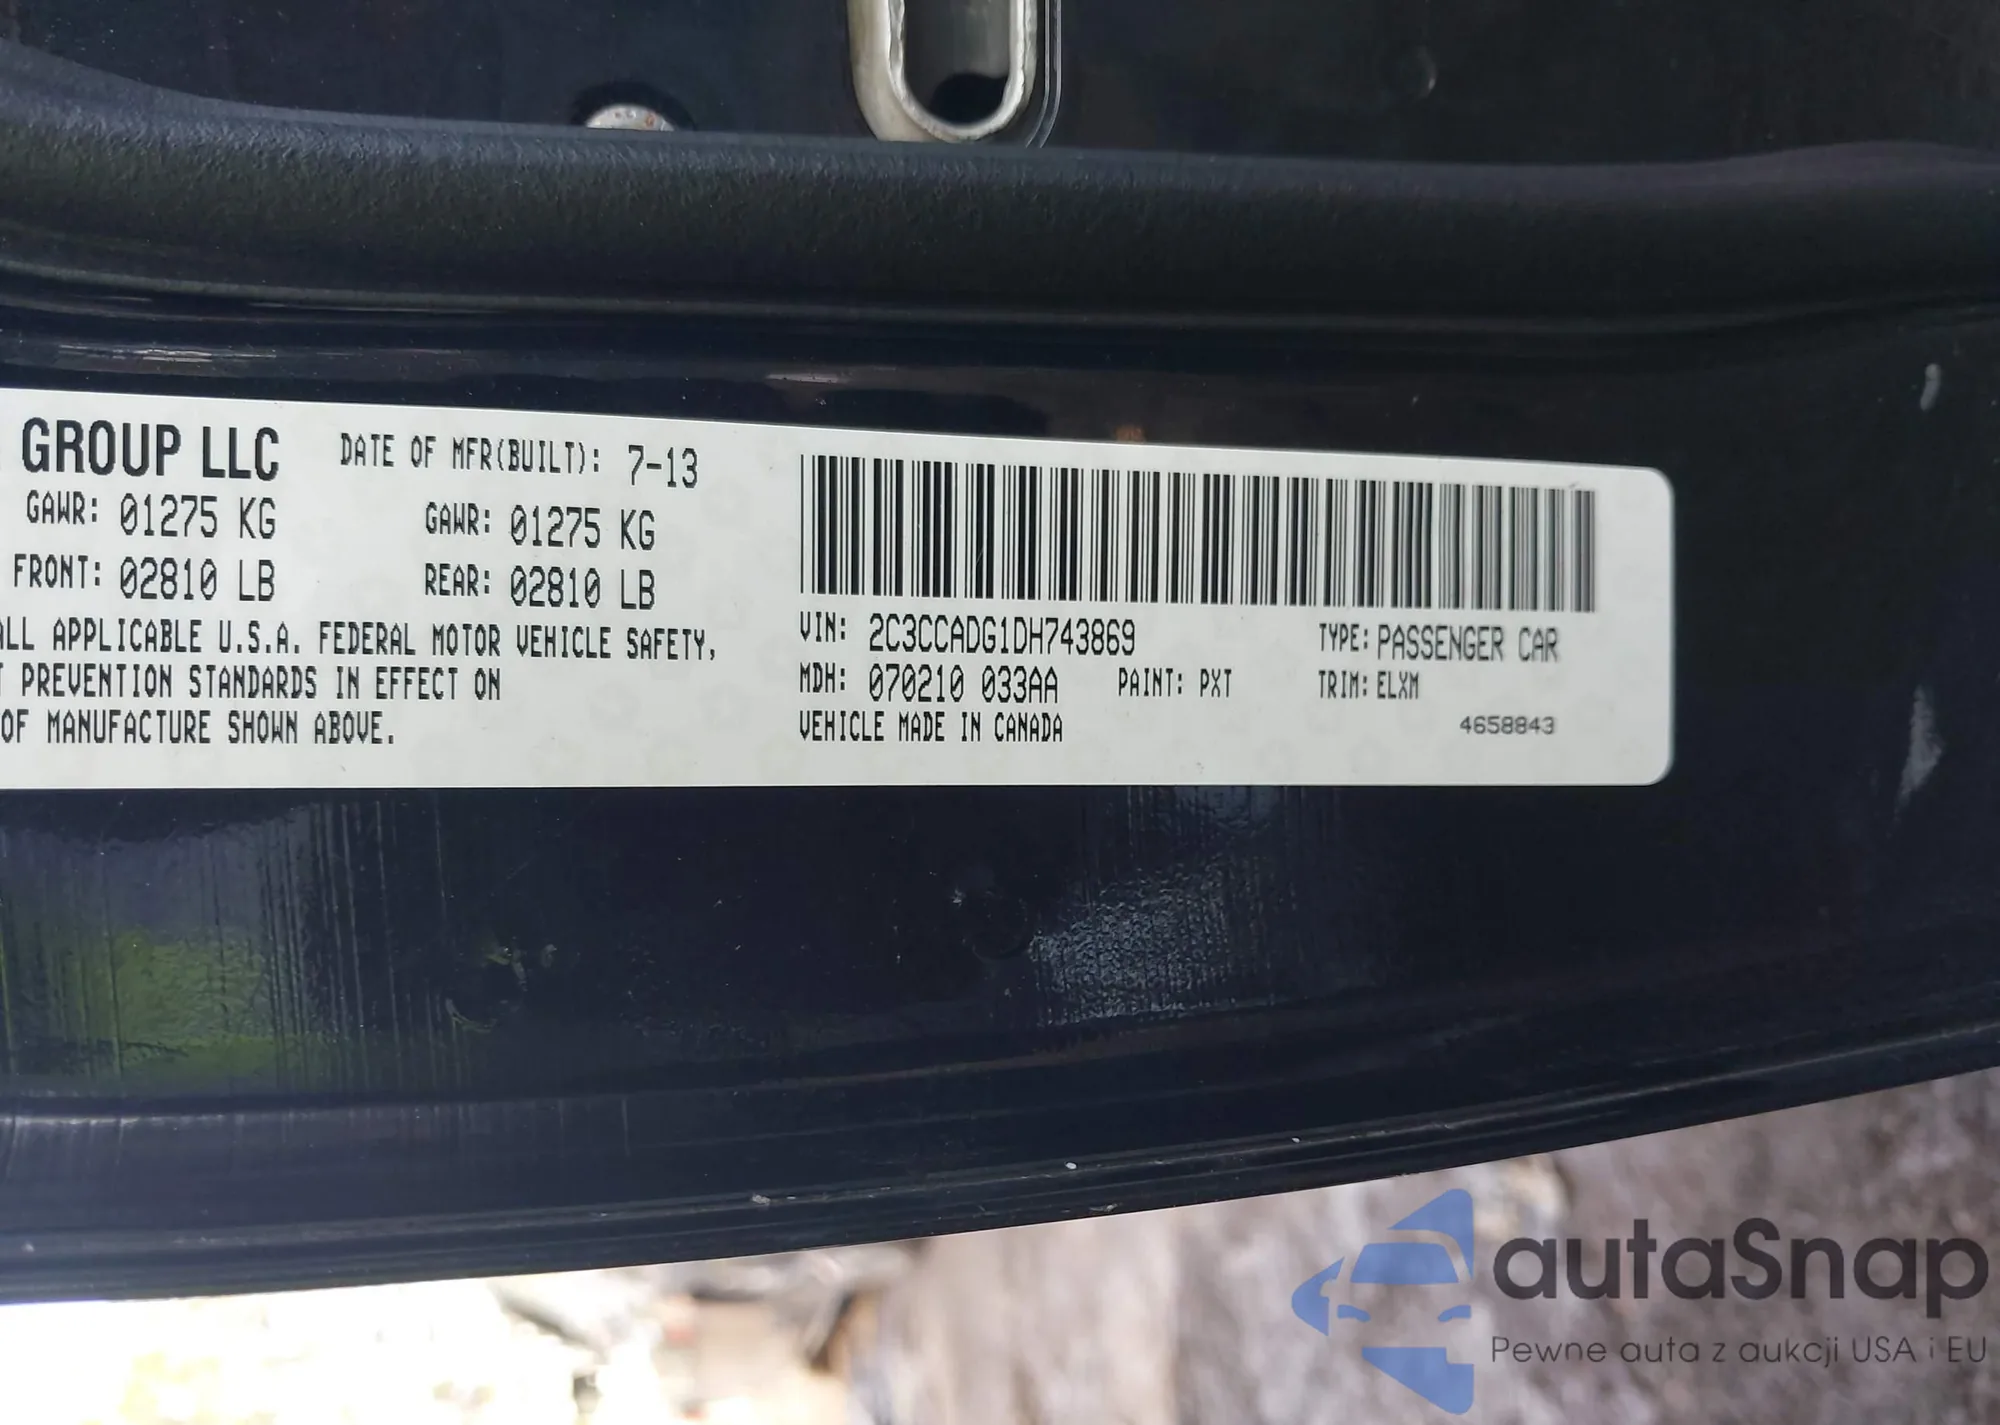 GROUP LLC DATE OF MFR(BUILT): 7-13
GAWR: 01275 KG GAWR: 01275 KG
FRONT: 02810 LB REAR: 02810 LB
ALL APPLICABLE U.S.A. FEDERAL MOTOR VEHICLE SAFETY,
T PREVENTION STANDARDS IN EFFECT ON
OF MANUFACTURE SHOWN ABOVE.
VIN: 2C3CCADG1DH743869 TYPE: PASSENGER CAR
MDH: 070210 033AA PAINT: PXT TRIM: ELXM
VEHICLE MADE IN CANADA 4658843
autaSnap
Pewne auta z aukcji USA i EU